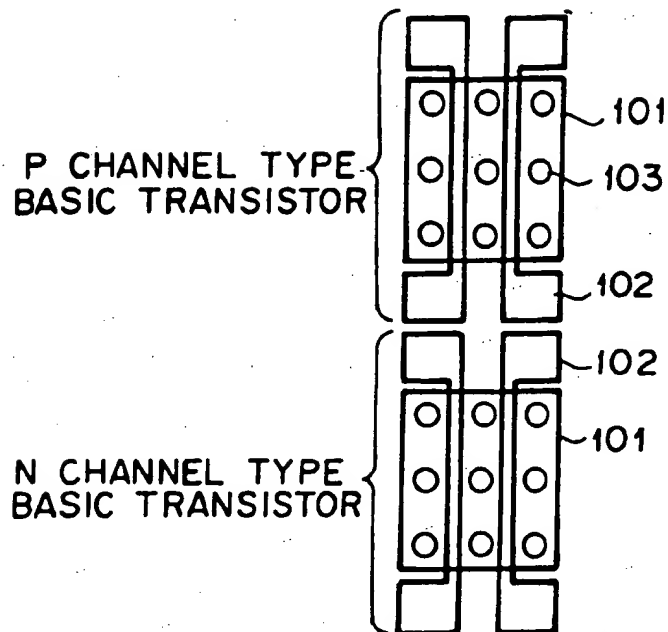 101
P CHANNEL TYPE
BASIC TRANSISTOR
103
102
102
101
N CHANNEL TYPE
BASIC TRANSISTOR